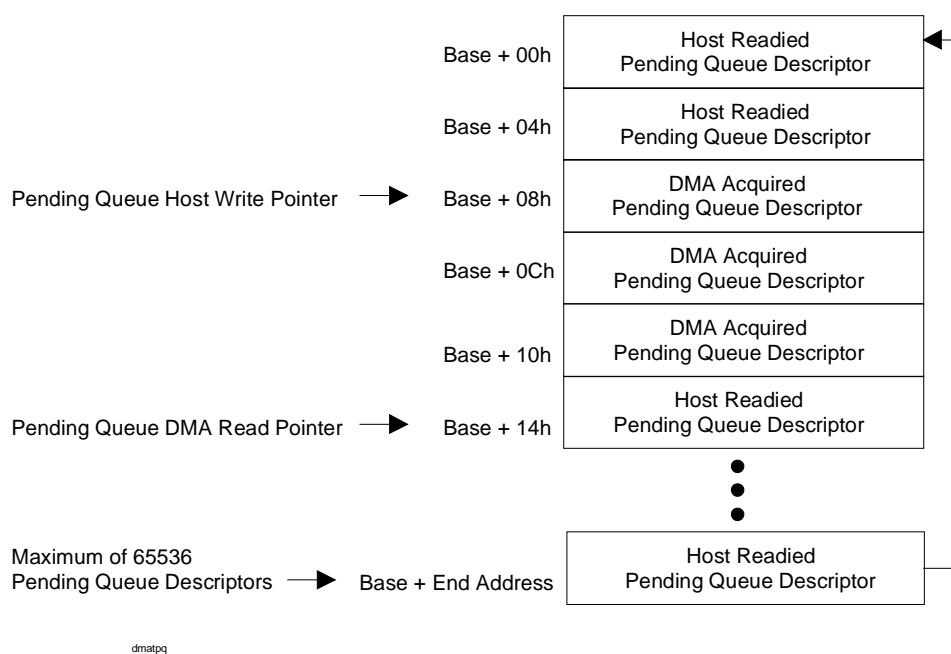 Base + 00h
Host Readied
Pending Queue Descriptor
Base + 04h
Host Readied
Pending Queue Descriptor
Pending Queue Host Write Pointer
Base + 08h
DMA Acquired
Pending Queue Descriptor
Base + 0Ch
DMA Acquired
Pending Queue Descriptor
Base + 10h
DMA Acquired
Pending Queue Descriptor
Pending Queue DMA Read Pointer
Base + 14h
Host Readied
Pending Queue Descriptor
Maximum of 65536
Pending Queue Descriptors
Base + End Address
Host Readied
Pending Queue Descriptor
dmatpq